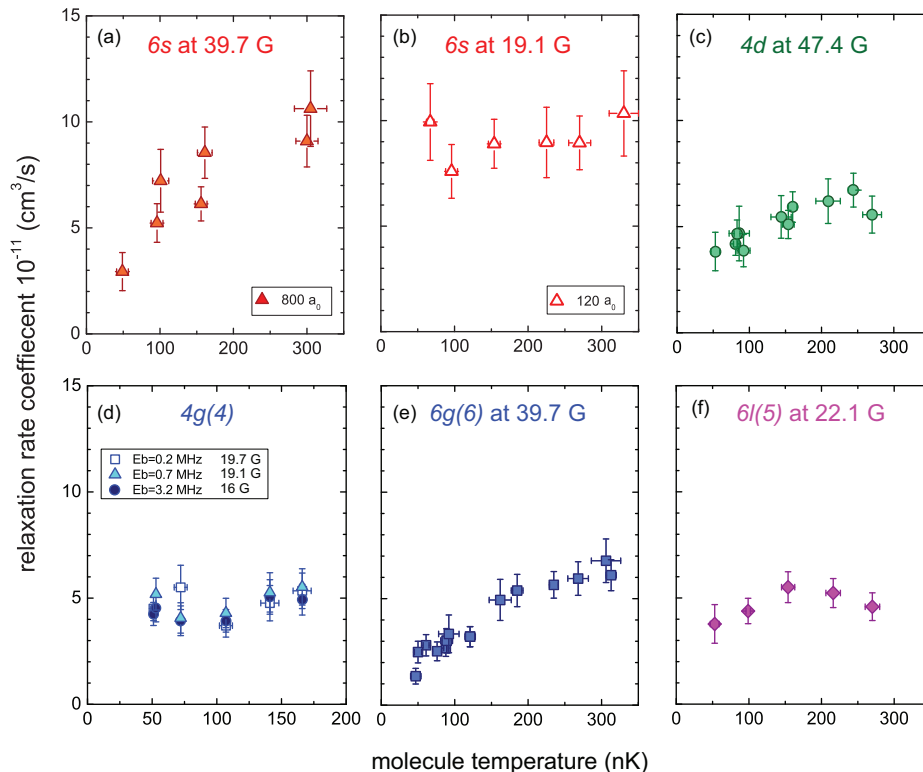 relaxation rate coeffiecent 10⁻¹¹ (cm³/s)
(a) 6s at 39.7 G
15
10
5
0
800 a₀
0 100 200 300
(b) 6s at 19.1 G
120 a₀
0 100 200 300
(c) 4d at 47.4 G
0 100 200 300
(d) 4g(4)
15
10
5
0
Eb=0.2 MHz 19.7 G
Eb=0.7 MHz 19.1 G
Eb=3.2 MHz 16 G
0 50 100 150 200
(e) 6g(6) at 39.7 G
0 100 200 300
(f) 6l(5) at 22.1 G
0 100 200 300
molecule temperature (nK)